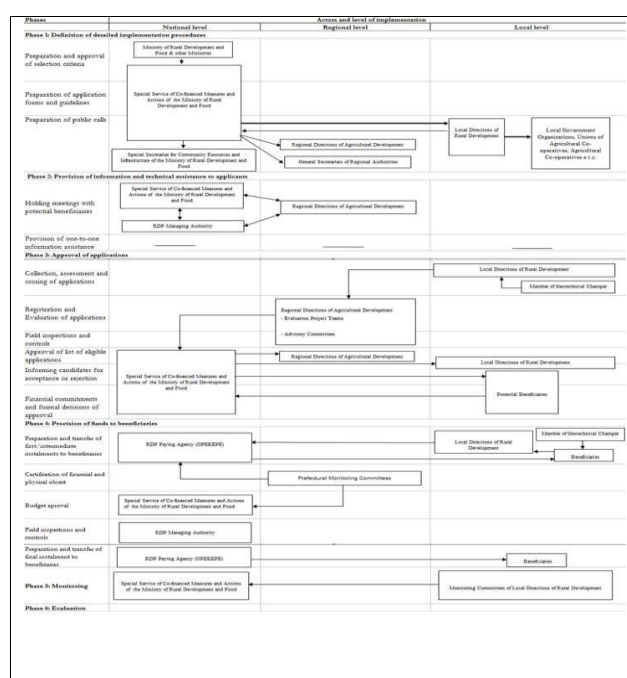 Phases
Actors and level of implementation
National level
Regional level
Local level
Phase 1: Definition of detailed implementation procedures
Preparation and approval
of selection criteria
Ministry of Rural Development and
Food & other Ministries
Praparation of application
forms and guidelines
Special Service of Co-financed Measures and
Actions of the Ministry of Rural
Development and Food
Praparation of public calls
Local Directions of
Rural Development
Local Government
Organizations, Unions of
Agricultural Co-
operatives, Agricultural
Co-operatives e.t.c.
Special Secretariat for Community Resources and
Infrastructure of the Ministry of Rural Development and
Food
Regional Directions of Agricultural Development
General Secretariats of Regional Authorities
Phase 2: Provision of information and technical assistance to applicants
Holding meetings with
potential beneficiaries
Special Service of Co-financed Measures and
Actions of the Ministry of Rural Development and
Food
RDP Managing Authority
Regional Directions of Agricultural Development
Provision of one-to-one
information assistance
Phase 3: Approval of applications
Collection, assessment and
scoring of applications
Local Directions of Rural Development
Member of Geotechnical Champer
Registration and
Evaluation of applications
Regional Directions of Agricultural Development
- Evaluation Project Teams
- Advisory Committees
Field inspections and
controls
Approval of list of eligible
applications
Regional Directions of Agricultural Development
Local Directions of Rural Development
Informing candidates for
acceptance or rejection
Special Service of Co-financed Measures and
Actions of the Ministry of Rural Development and
Food
Potential Beneficiaries
Financial commitments
and formal decisions of
approval
Phase 4: Procision of funds to beneficiaries
Preparation and transfer of
first/intermediate
instalments to beneficiaries
RDP Paying Agency (OPEKEPE)
Local Directions of Rural
Development
Member of Geotechnical Champer
Beneficiaries
Certification of financial and
physical object
Prefectural Monitoring Committees
Budget aproval
Special Service of Co-financed Measures and Actions
of the Ministry of Rural Development and Food
Field inspections and
controls
RDP Managing Authority
Preparation and transfer of
final instalment to
beneficiaries
RDP Paying Agency (OPEKEPE)
Beneficiaries
Phase 5: Monitoring
Special Service of Co-financed Measures and Actions
of the Ministry of Rural Development and Food
Monitoring Committees of Local Directions of Rural Development
Phase 6: Evaluation